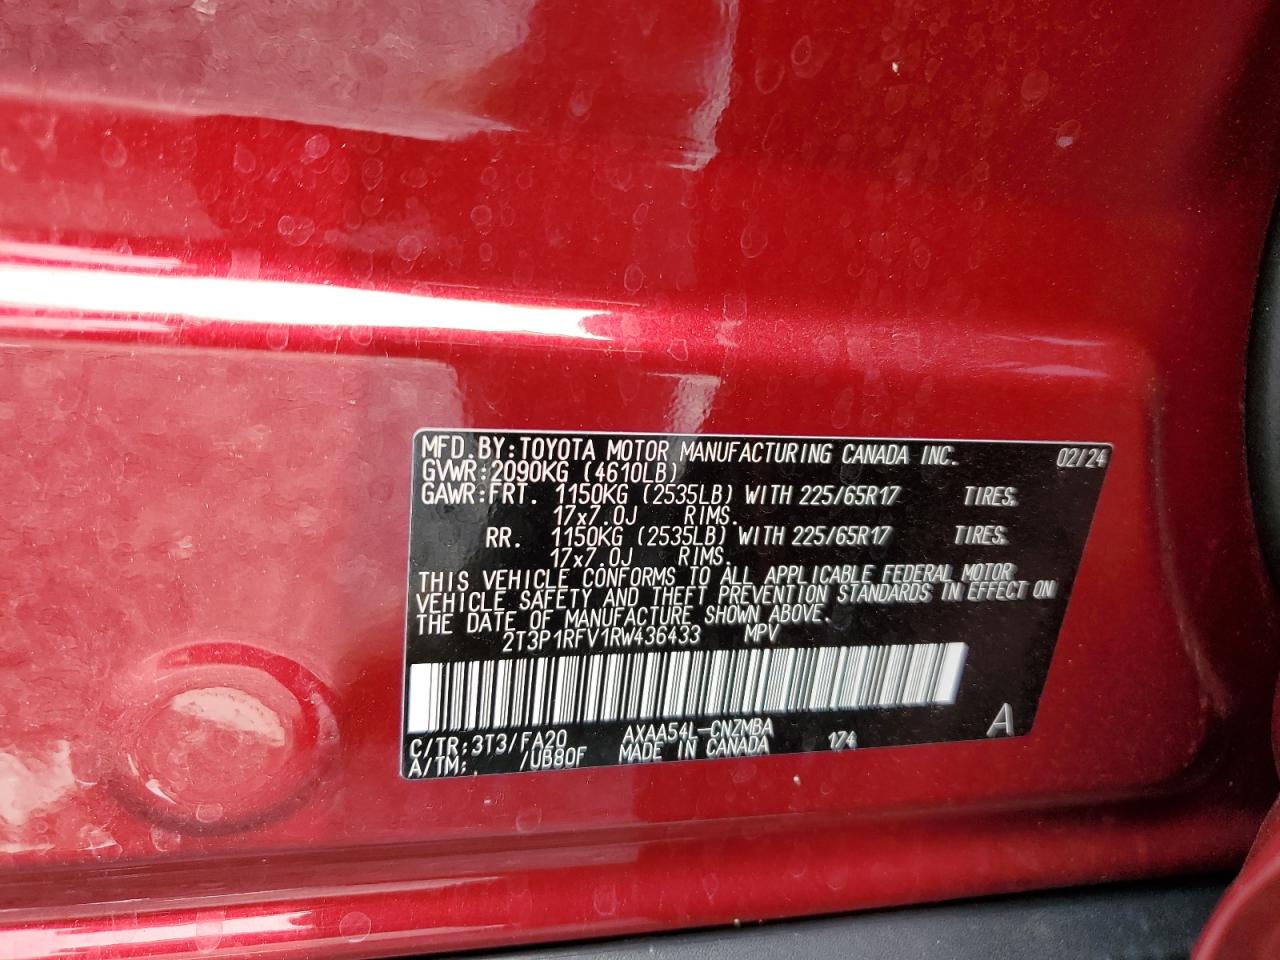 MFD. BY: TOYOTA MOTOR MANUFACTURING CANADA INC. 02/24
GVWR: 2090KG (4610LB)
GAWR: FRT. 1150KG (2535LB) WITH 225/65R17 TIRES,
17x7.0J RIMS.
RR. 1150KG (2535LB) WITH 225/65R17 TIRES,
17x7.0J RIMS.
THIS VEHICLE CONFORMS TO ALL APPLICABLE FEDERAL MOTOR
VEHICLE SAFETY AND THEFT PREVENTION STANDARDS IN EFFECT ON
THE DATE OF MANUFACTURE SHOWN ABOVE.
2T3P1RFV1RW436433 MPV
C/TR: 3T3/FA20 AXAA54L-CNZMBA 174 A
A/TM: /UB80F MADE IN CANADA